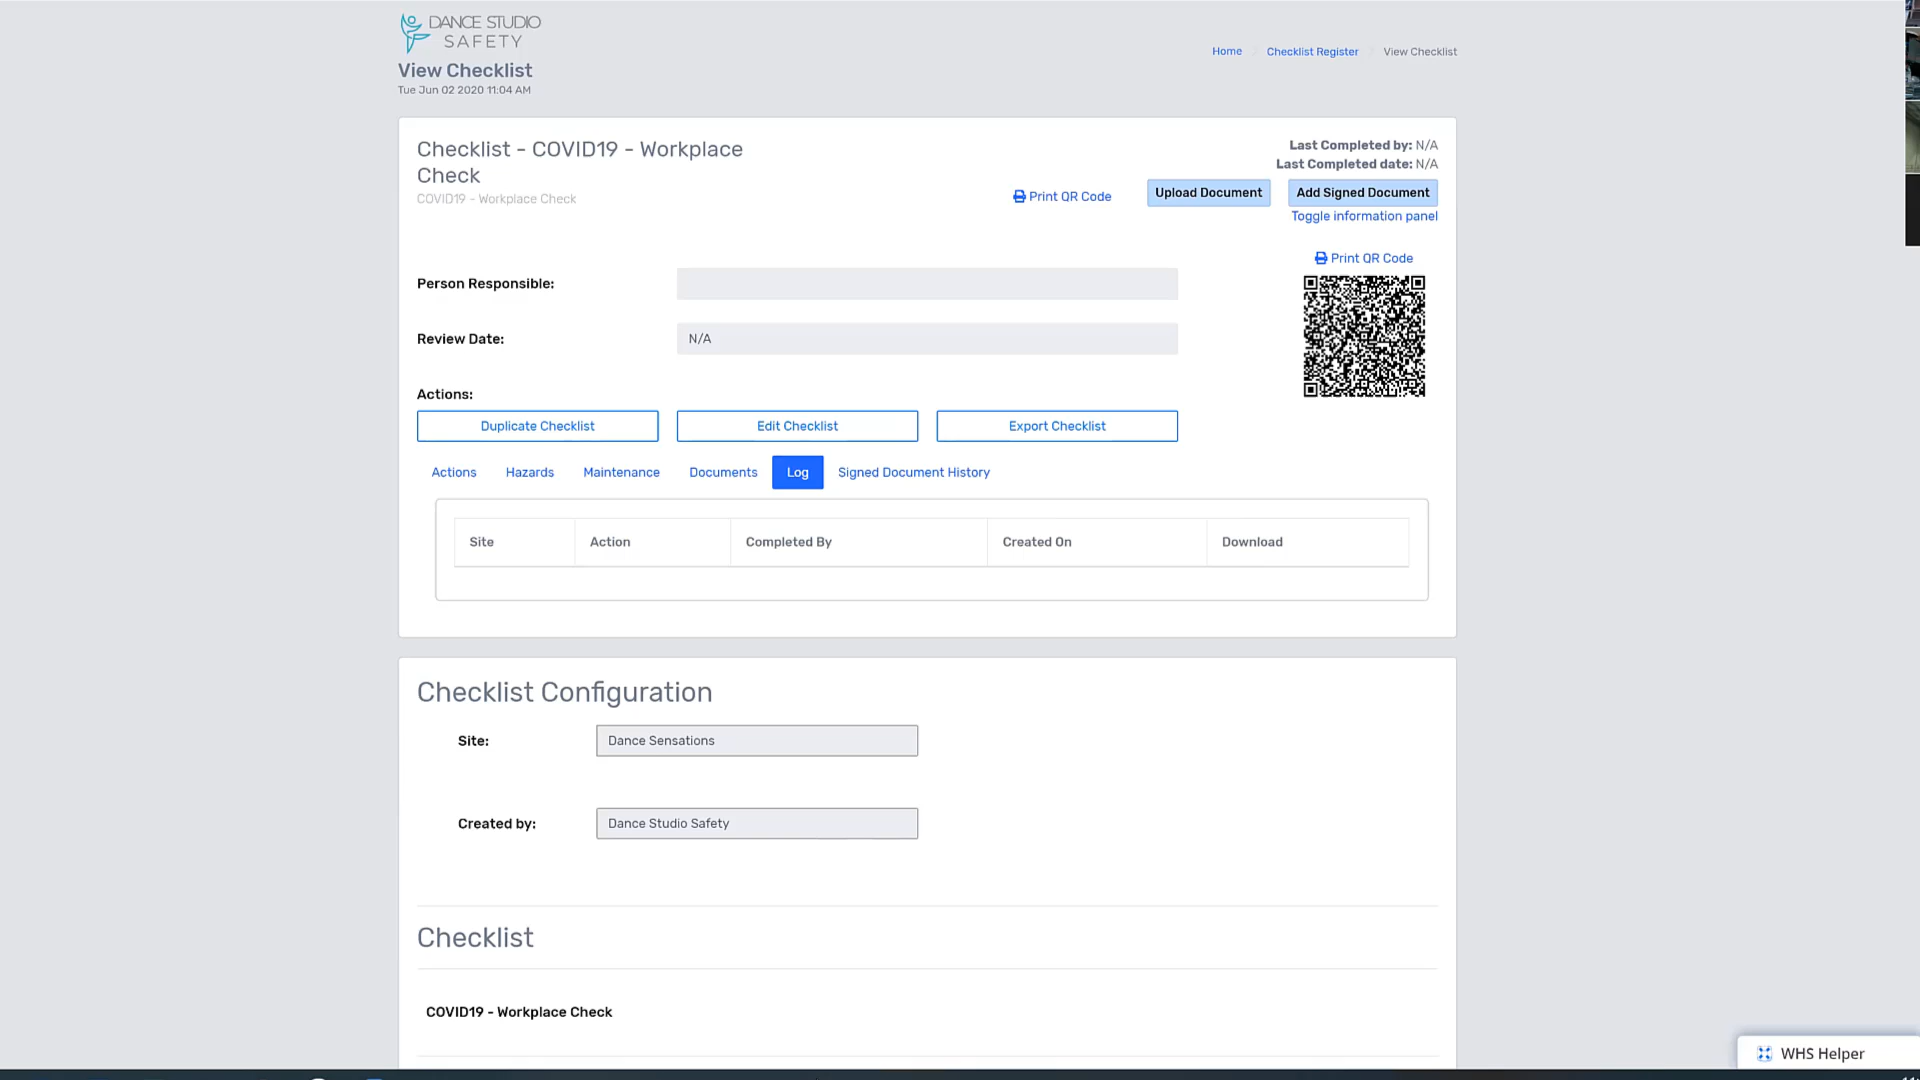 DANCE STUDIO
SAFETY
View Checklist
Tue Jun 02 2020 11:04 AM
Home
Checklist Register
View Checklist
Checklist - COVID19 - Workplace
Check
COVID19 - Workplace Check
Last Completed by: N/A
Last Completed date: N/A
Print QR Code
Upload Document
Add Signed Document
Toggle information panel
Print QR Code
Person Responsible:
Review Date:
N/A
Actions:
Duplicate Checklist
Edit Checklist
Export Checklist
Actions
Hazards
Maintenance
Documents
Log
Signed Document History
Site
Action
Completed By
Created On
Download
Checklist Configuration
Site:
Dance Sensations
Created by:
Dance Studio Safety
Checklist
COVID19 - Workplace Check
WHS Helper